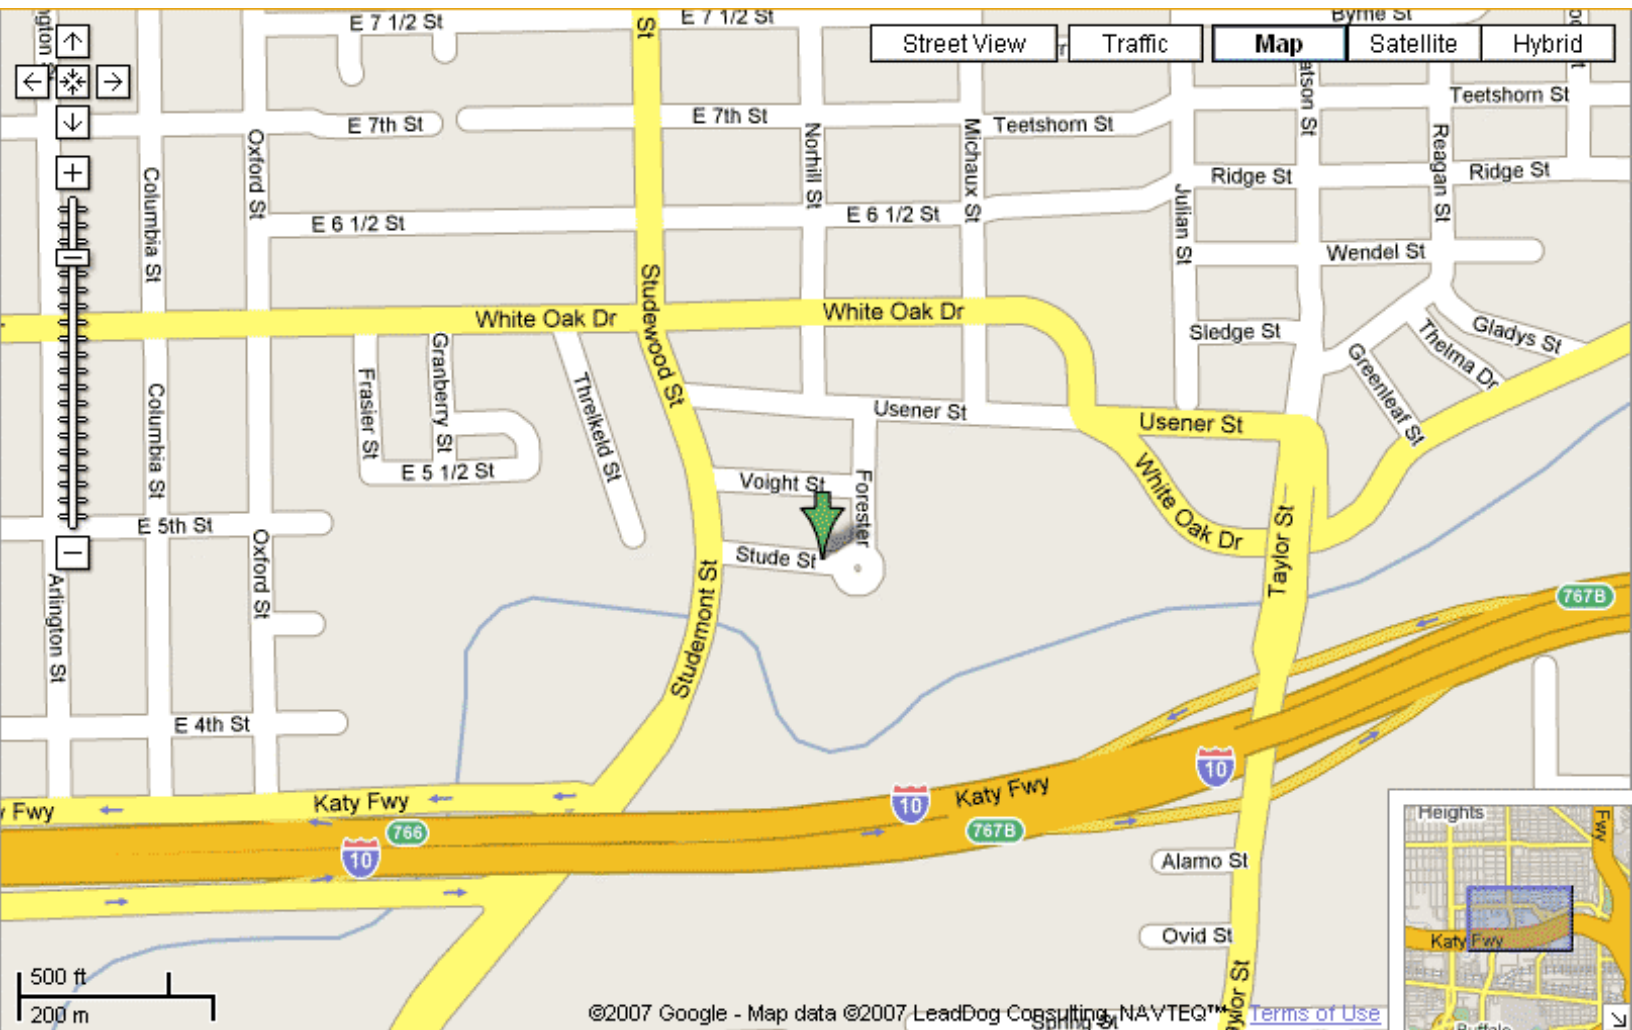 E 7 1/2 St
St
E 7 1/2 St
Byrne St
Street View
Traffic
Map
Satellite
Hybrid
E 7th St
E 7th St
Teetshorn St
Teetshorn St
Oxford St
Columbia St
Norhill St
Michaux St
Julian St
Reagan St
Ridge St
Ridge St
E 6 1/2 St
E 6 1/2 St
Wendel St
White Oak Dr
White Oak Dr
Studewood St
Sledge St
Gladys St
Thelma Dr
Greenleaf St
Frasier St
Granberry St
Threlkeld St
Columbia St
Usener St
Usener St
E 5 1/2 St
Voight St
Forester
White Oak Dr
E 5th St
Oxford St
Stude St
Taylor St
Arlington St
Studemont St
767B
E 4th St
Katy Fwy
Katy Fwy
Fwy
10
10
10
766
767B
Alamo St
Ovid St
Heights
Fwy
Katy Fwy
500 ft
200 m
©2007 Google - Map data ©2007 LeadDog Consulting, NAVTEQ™
Terms of Use
Spring St